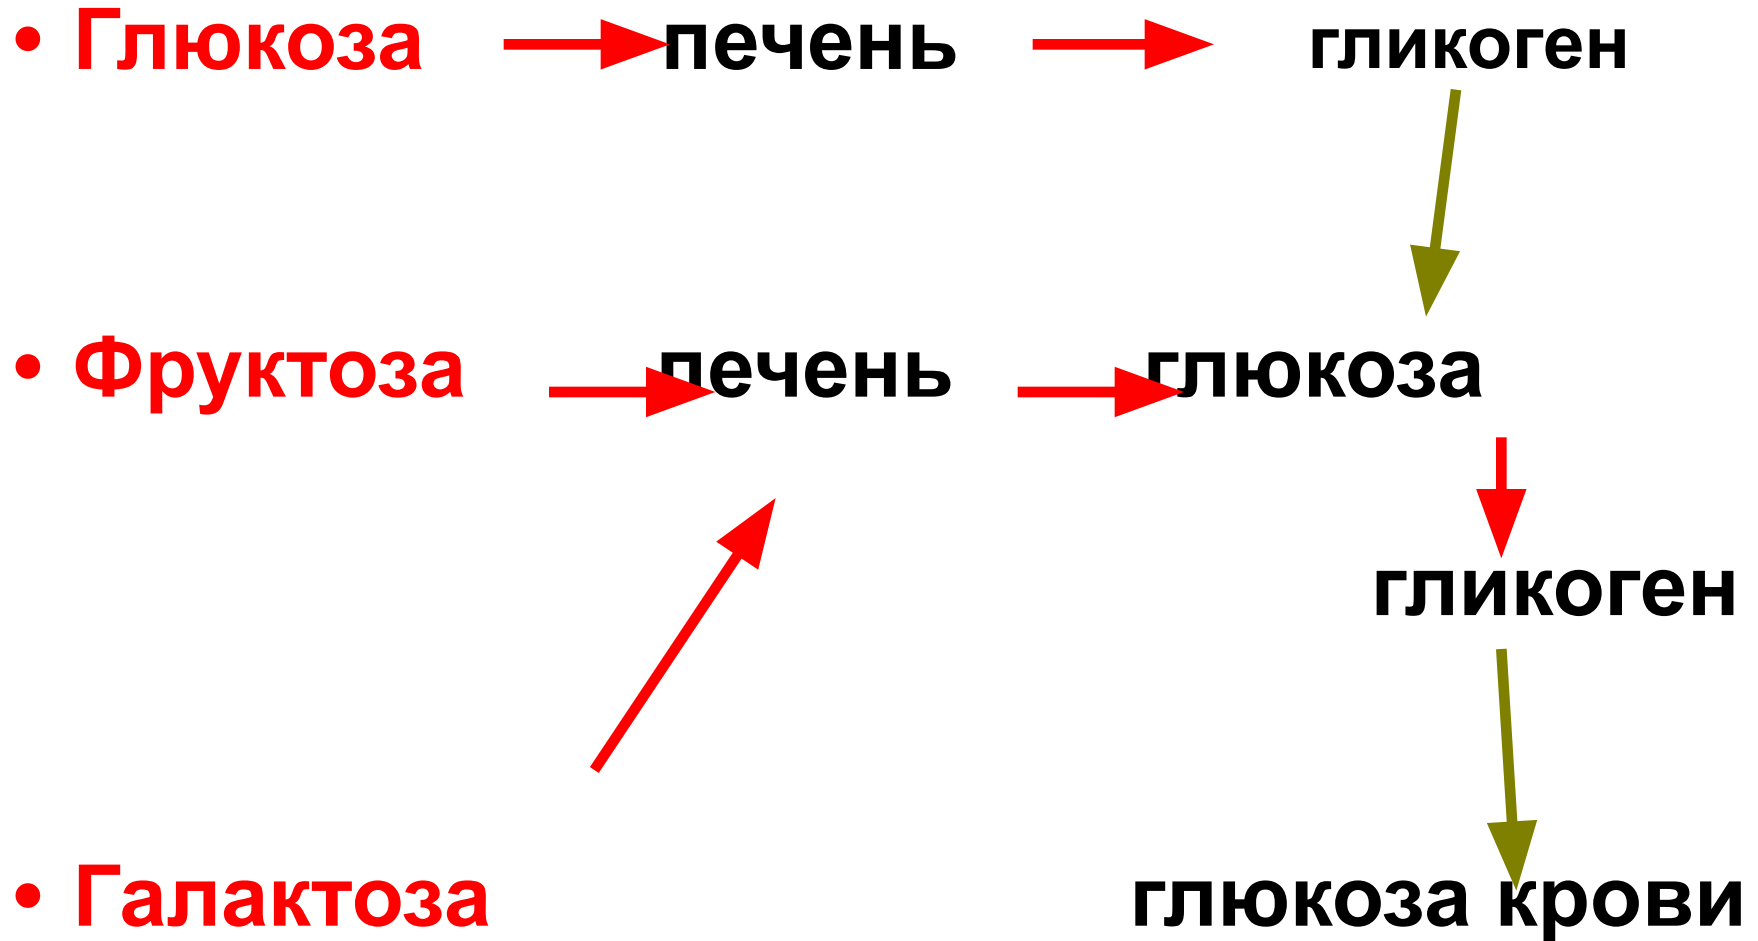 • Глюкоза печень гликоген
• Фруктоза печень глюкоза
гликоген
• Галактоза глюкоза крови